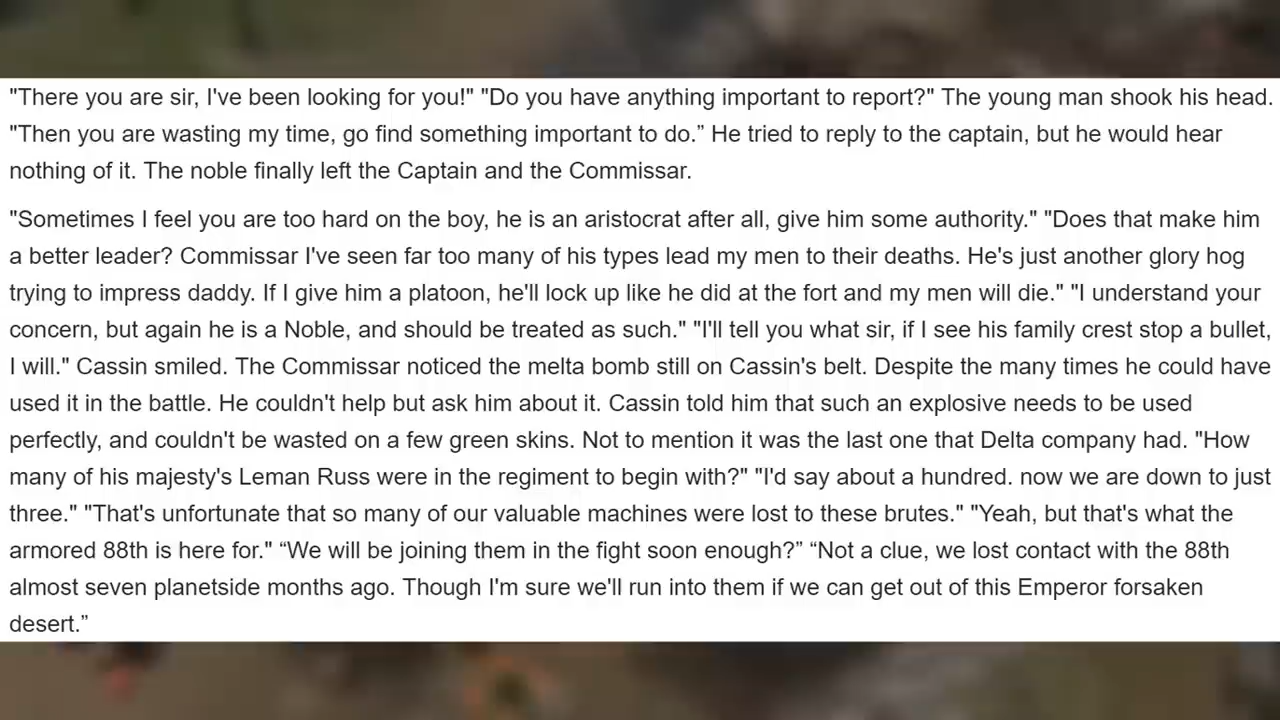 "There you are sir, I've been looking for you!" "Do you have anything important to report?" The young man shook his head.
"Then you are wasting my time, go find something important to do.” He tried to reply to the captain, but he would hear
nothing of it. The noble finally left the Captain and the Commissar.
"Sometimes I feel you are too hard on the boy, he is an aristocrat after all, give him some authority." "Does that make him
a better leader? Commissar I've seen far too many of his types lead my men to their deaths. He's just another glory hog
trying to impress daddy. If I give him a platoon, he'll lock up like he did at the fort and my men will die." "I understand your
concern, but again he is a Noble, and should be treated as such." "I'll tell you what sir, if I see his family crest stop a bullet,
I will." Cassin smiled. The Commissar noticed the melta bomb still on Cassin's belt. Despite the many times he could have
used it in the battle. He couldn't help but ask him about it. Cassin told him that such an explosive needs to be used
perfectly, and couldn't be wasted on a few green skins. Not to mention it was the last one that Delta company had. "How
many of his majesty's Leman Russ were in the regiment to begin with?" "I'd say about a hundred. now we are down to just
three." "That's unfortunate that so many of our valuable machines were lost to these brutes." "Yeah, but that's what the
armored 88th is here for." “We will be joining them in the fight soon enough?” “Not a clue, we lost contact with the 88th
almost seven planetside months ago. Though I'm sure we'll run into them if we can get out of this Emperor forsaken
desert.”